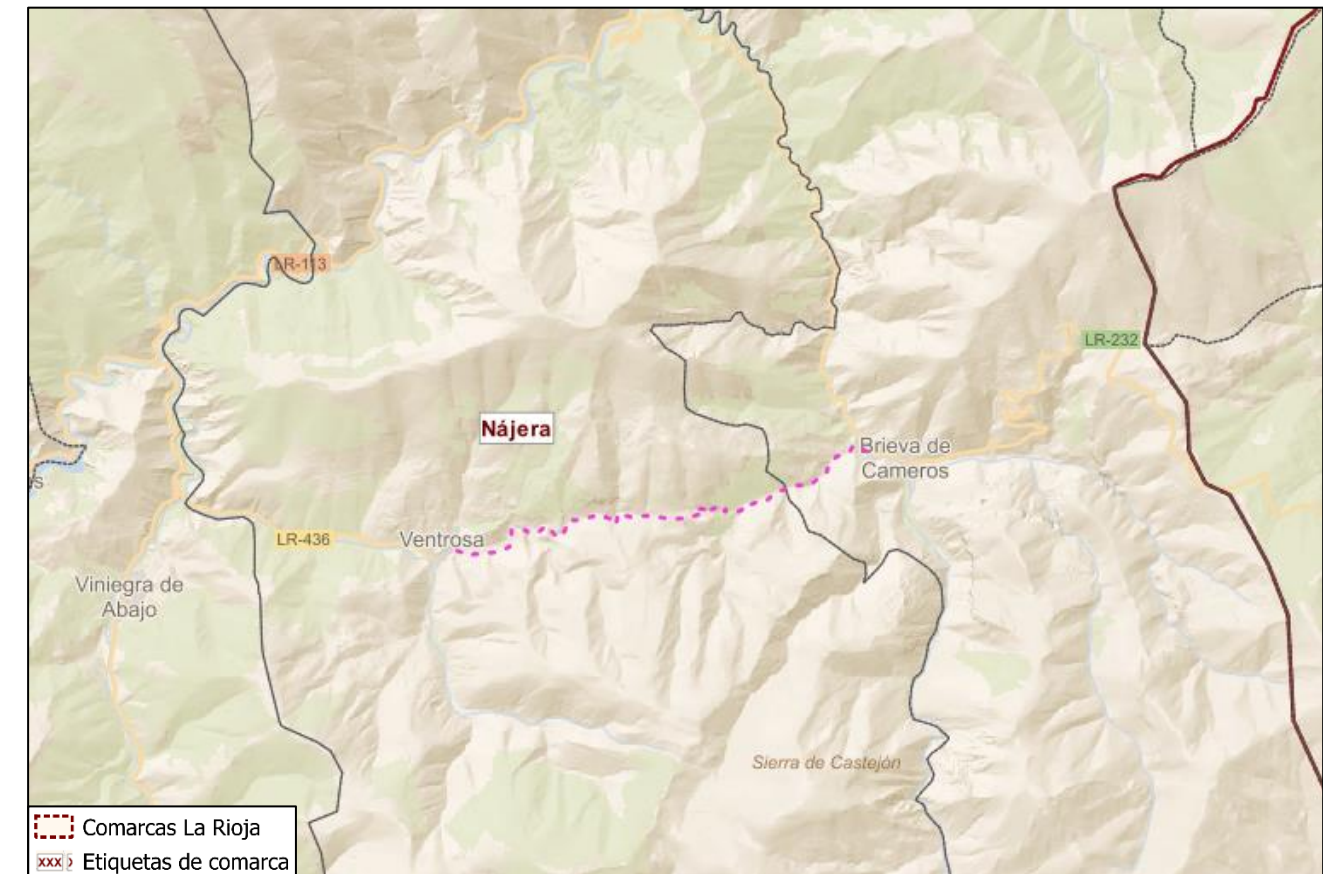 LR-113
LR-232
Nájera
Brieva de
Cameros
LR-436
Ventrosa
Viniegra de
Abajo
s
Sierra de Castejón
Comarcas La Rioja
xxx Etiquetas de comarca